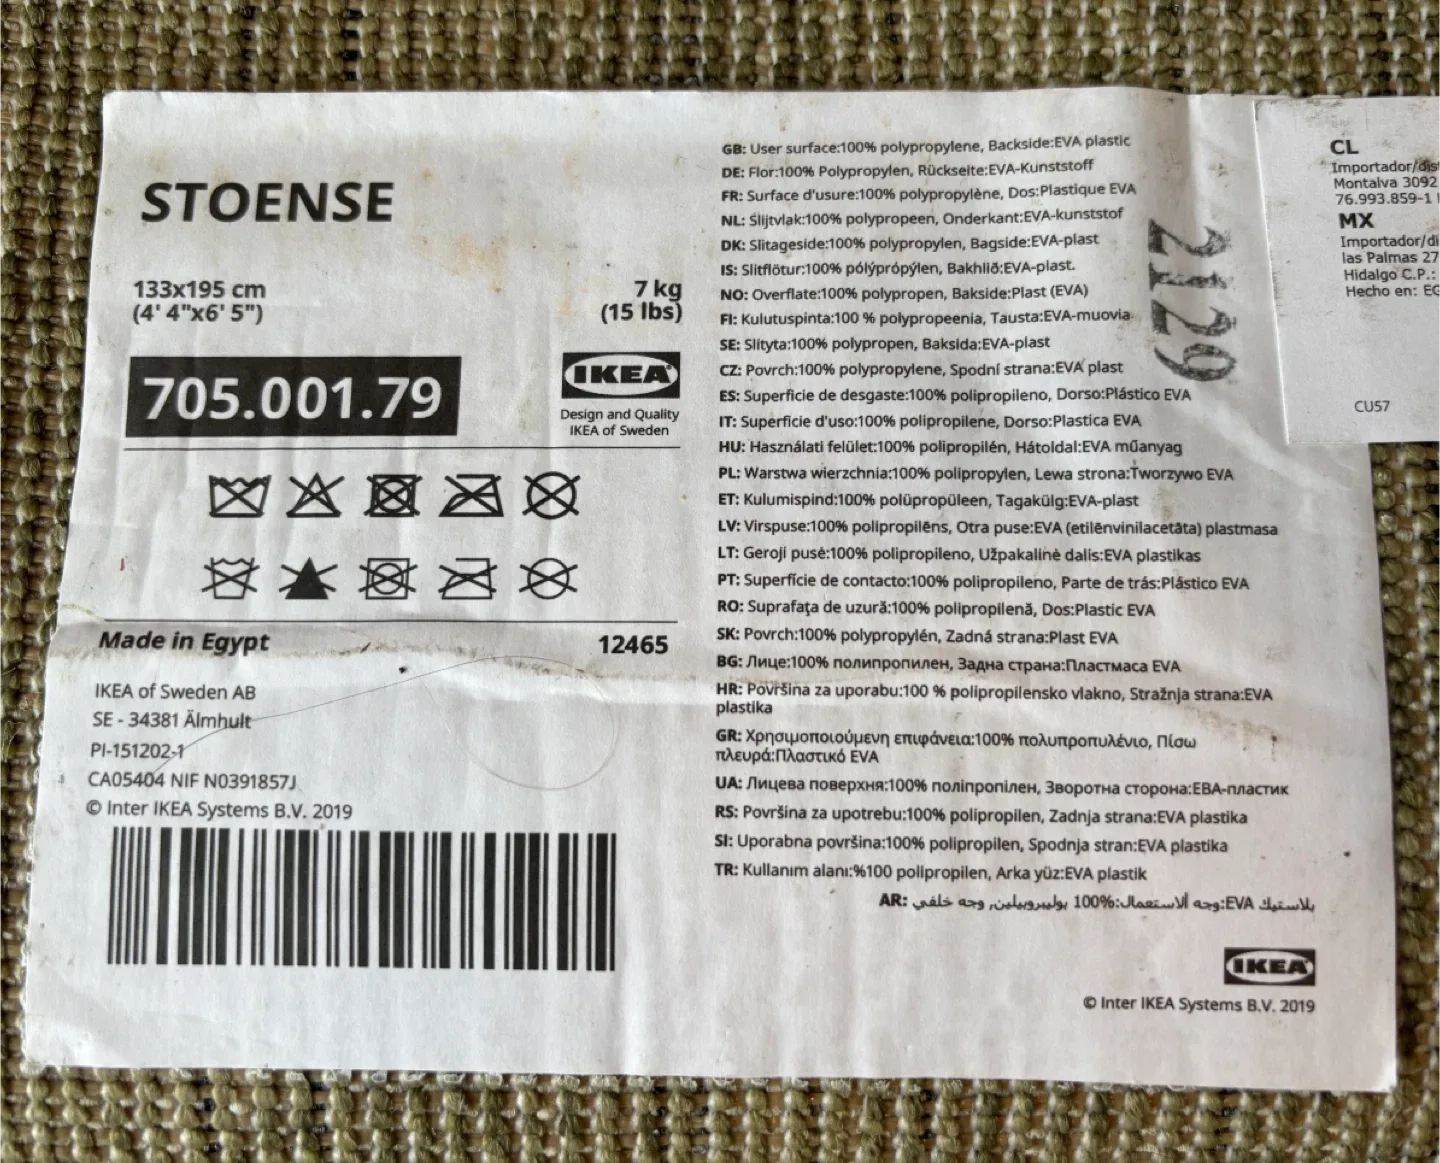 STOENSE
133x195 cm
(4' 4"x6' 5")
7 kg
(15 lbs)
705.001.79
IKEA
Design and Quality
IKEA of Sweden
Made in Egypt
12465
IKEA of Sweden AB
SE - 34381 Älmhult
PI-151202-1
CA05404 NIF N0391857J
© Inter IKEA Systems B.V. 2019
GB: User surface:100% polypropylene, Backside:EVA plastic
DE: Flor:100% Polypropylen, Rückseite:EVA-Kunststoff
FR: Surface d'usure:100% polypropylène, Dos:Plastique EVA
NL: Slijtvlak:100% polypropeen, Onderkant:EVA-kunststof
DK: Slitageside:100% polypropylen, Bagside:EVA-plast
IS: Slitflötur:100% pólýprópýlen, Bakhlið:EVA-plast.
NO: Overflate:100% polypropen, Bakside:Plast (EVA)
FI: Kulutuspinta:100 % polypropeenia, Tausta:EVA-muovia
SE: Slityta:100% polypropen, Baksida:EVA-plast
CZ: Povrch:100% polypropylene, Spodní strana:EVA plast
ES: Superficie de desgaste:100% polipropileno, Dorso:Plástico EVA
IT: Superficie d'uso:100% polipropilene, Dorso:Plastica EVA
HU: Használati felület:100% polipropilén, Hátoldal:EVA műanyag
PL: Warstwa wierzchnia:100% polipropylen, Lewa strona:Tworzywo EVA
ET: Kulumispind:100% polüpropüleen, Tagakülg:EVA-plast
LV: Virspuse:100% polipropilēns, Otra puse:EVA (etilēnvinilacetāta) plastmasa
LT: Geroji pusė:100% polipropileno, Užpakalinė dalis:EVA plastikas
PT: Superfície de contacto:100% polipropileno, Parte de trás:Plástico EVA
RO: Suprafaţa de uzură:100% polipropilenă, Dos:Plastic EVA
SK: Povrch:100% polypropylén, Zadná strana:Plast EVA
BG: Лице:100% полипропилен, Задна страна:Пластмаса EVA
HR: Površina za uporabu:100 % polipropilensko vlakno, Stražnja strana:EVA
plastika
GR: Χρησιμοποιούμενη επιφάνεια:100% πολυπροπυλένιο, Πίσω
πλευρά:Πλαστικό EVA
UA: Лицева поверхня:100% поліпропілен, Зворотна сторона:ЕВА-пластик
RS: Površina za upotrebu:100% polipropilen, Zadnja strana:EVA plastika
SI: Uporabna površina:100% polipropilen, Spodnja stran:EVA plastika
TR: Kullanım alanı:%100 polipropilen, Arka yüz:EVA plastik
AR: وجه الاستعمال:100% بوليبروبيلين, وجه خلفي:EVA بلاستيك
IKEA
© Inter IKEA Systems B.V. 2019
2129
CL
Importador/dis
Montalva 3092
76.993.859-1
MX
Importador/di
las Palmas 27
Hidalgo C.P.:
Hecho en: EG
CU57